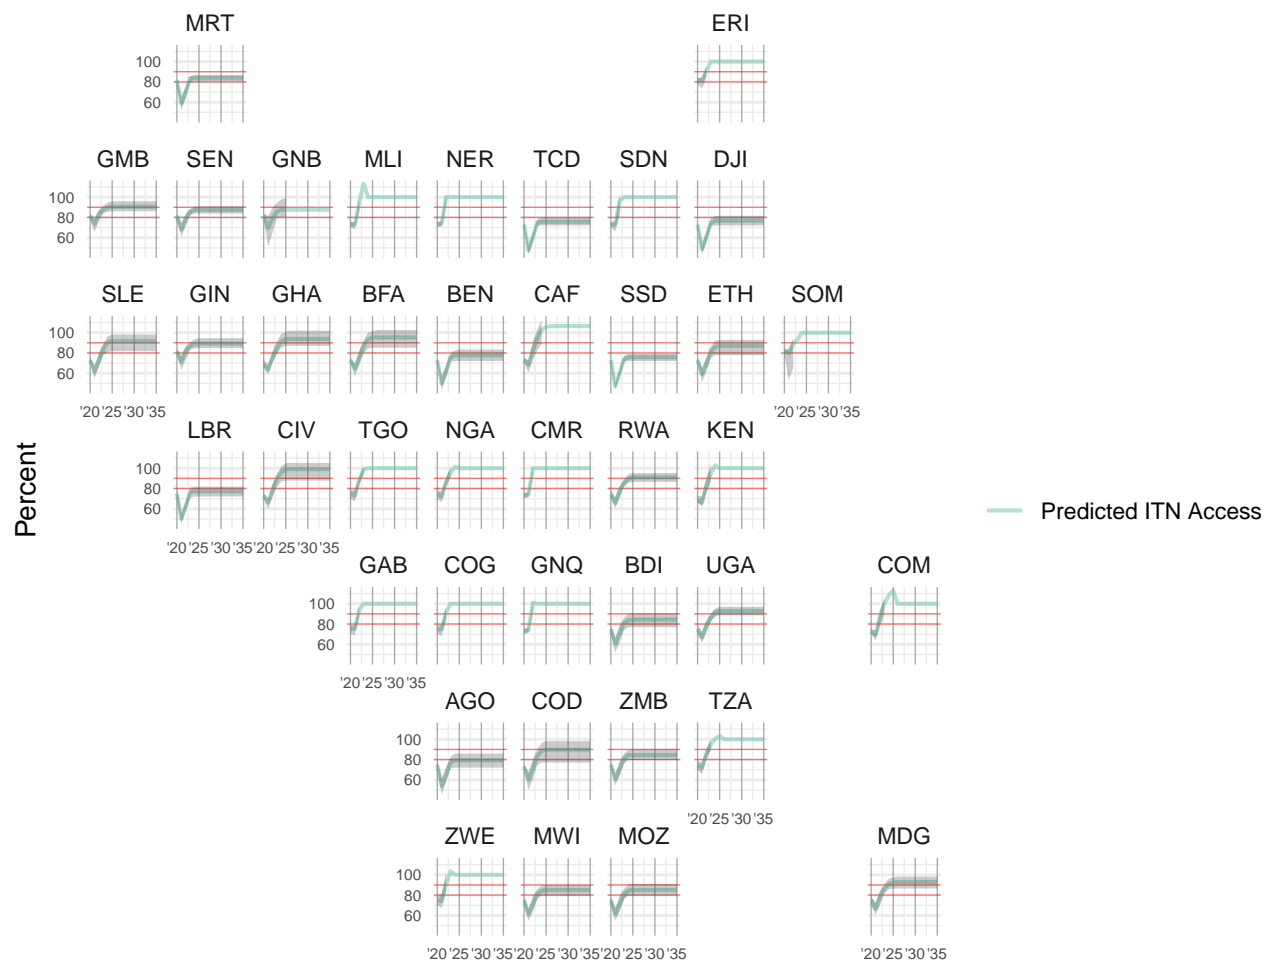 MRT ERI
100
80
60
GMB SEN GNB MLI NER TCD SDN DJI
100
80
60
SLE GIN GHA BFA BEN CAF SSD ETH SOM
100
80
60
'20 '25 '30 '35 '20 '25 '30 '35
LBR CIV TGO NGA CMR RWA KEN
100
80
60
Percent
Predicted ITN Access
'20 '25 '30 '35 '20 '25 '30 '35
GAB COG GNQ BDI UGA COM
100
80
60
'20 '25 '30 '35
AGO COD ZMB TZA
100
80
60
'20 '25 '30 '35
ZWE MWI MOZ MDG
100
80
60
'20 '25 '30 '35 '20 '25 '30 '35 '20 '25 '30 '35 '20 '25 '30 '35